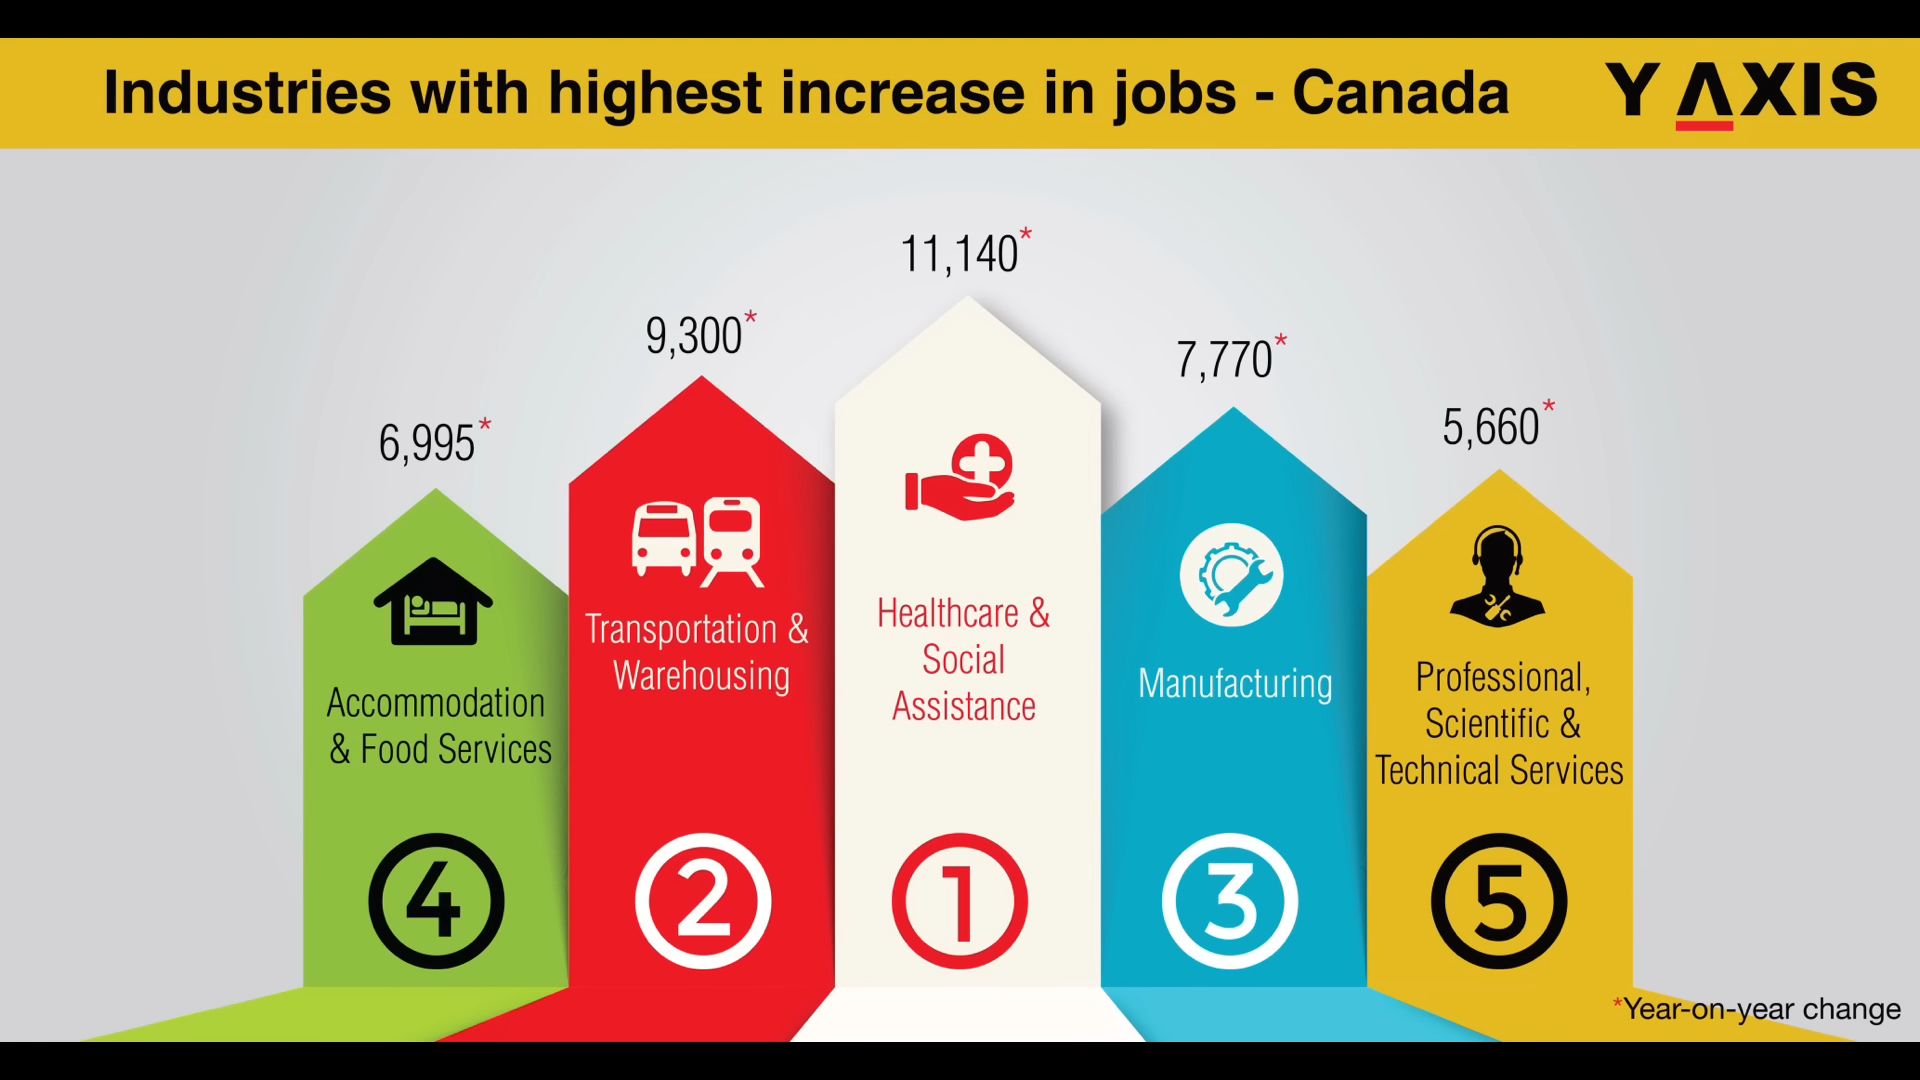 Industries with highest increase in jobs - Canada
Y AXIS
11,140*
9,300*
7,770*
6,995*
5,660*
Accommodation
& Food Services
Transportation &
Warehousing
Healthcare &
Social
Assistance
Manufacturing
Professional,
Scientific &
Technical Services
4
2
1
3
5
*Year-on-year change